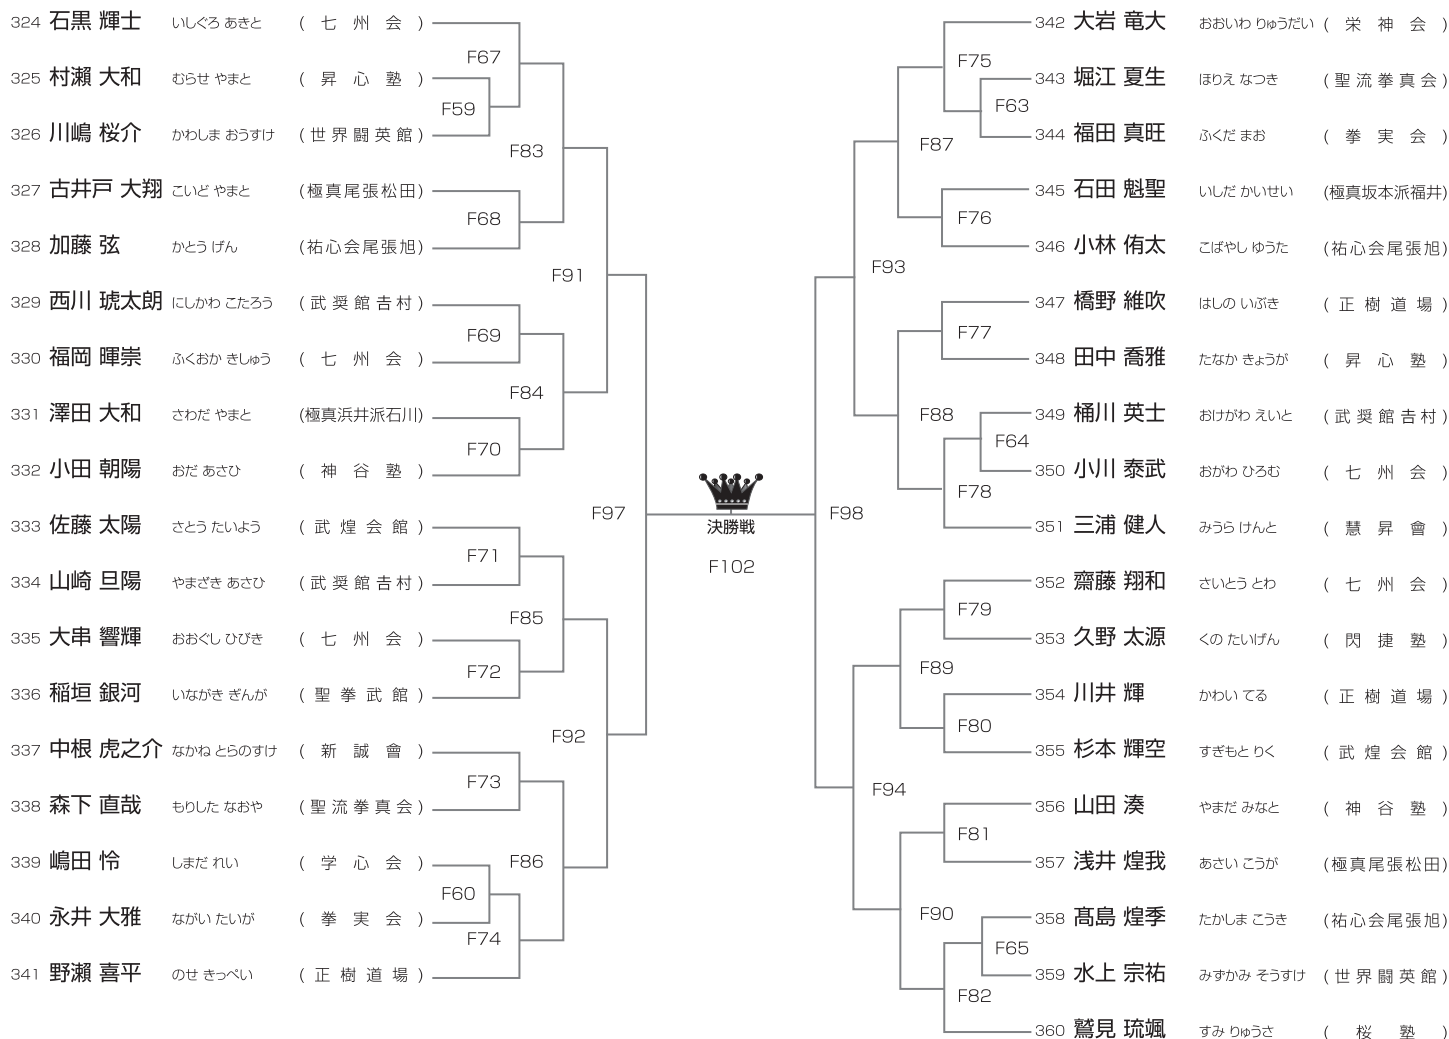 324 石黒 輝士 いしぐろ あきと (七州会)
325 村瀬 大和 むらせ やまと (昇心塾)
326 川嶋 桜介 かわしま おうすけ (世界闘英館)
327 古井戸 大翔 こいど やまと (極真尾張松田)
328 加藤 弦 かとう げん (祐心会尾張旭)
329 西川 琥太朗 にしかわ こたろう (武奨館𠮷村)
330 福岡 暉崇 ふくおか きしゅう (七州会)
331 澤田 大和 さわだ やまと (極真浜井派石川)
332 小田 朝陽 おだ あさひ (神谷塾)
333 佐藤 太陽 さとう たいよう (武煌会館)
334 山崎 旦陽 やまざき あさひ (武奨館𠮷村)
335 大串 響輝 おおぐし ひびき (七州会)
336 稲垣 銀河 いながき ぎんが (聖拳武館)
337 中根 虎之介 なかね とらのすけ (新誠會)
338 森下 直哉 もりした なおや (聖流拳真会)
339 嶋田 怜 しまだ れい (学心会)
340 永井 大雅 ながい たいが (拳実会)
341 野瀬 喜平 のせ きっぺい (正樹道場)
F67
F59
F83
F68
F91
F69
F84
F70
F97
F71
F85
F72
F92
F73
F86
F60
F74
決勝戦
F102
F98
F75
F63
F87
F76
F93
F77
F88
F64
F78
F79
F89
F80
F94
F81
F90
F65
F82
342 大岩 竜大 おおいわ りゅうだい (栄神会)
343 堀江 夏生 ほりえ なつき (聖流拳真会)
344 福田 真旺 ふくだ まお (拳実会)
345 石田 魁聖 いしだ かいせい (極真坂本派福井)
346 小林 侑太 こばやし ゆうた (祐心会尾張旭)
347 橋野 維吹 はしの いぶき (正樹道場)
348 田中 喬雅 たなか きょうが (昇心塾)
349 桶川 英士 おけがわ えいと (武奨館𠮷村)
350 小川 泰武 おがわ ひろむ (七州会)
351 三浦 健人 みうら けんと (慧昇會)
352 齋藤 翔和 さいとう とわ (七州会)
353 久野 太源 くの たいげん (閃捷塾)
354 川井 輝 かわい てる (正樹道場)
355 杉本 輝空 すぎもと りく (武煌会館)
356 山田 湊 やまだ みなと (神谷塾)
357 浅井 煌我 あさい こうが (極真尾張松田)
358 髙島 煌季 たかしま こうき (祐心会尾張旭)
359 水上 宗祐 みずかみ そうすけ (世界闘英館)
360 鷲見 琉颯 すみ りゅうさ (桜塾)